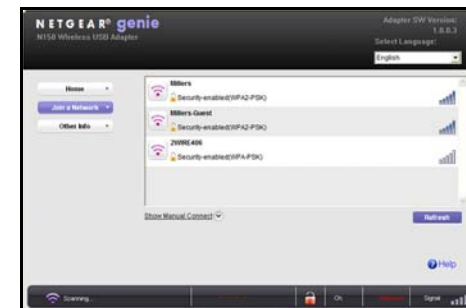 NETGEAR® genie
N150 Wireless USB Adapter
Adapter SW Version:
1.0.0.3
Select Language:
English
Home
Join a Network
Other Info
Millers
Security-enabled(WPA2-PSK)
Millers-Guest
Security-enabled(WPA2-PSK)
2WIRE406
Security-enabled(WPA-PSK)
Show Manual Connect
Refresh
Help
Scanning...
Signal